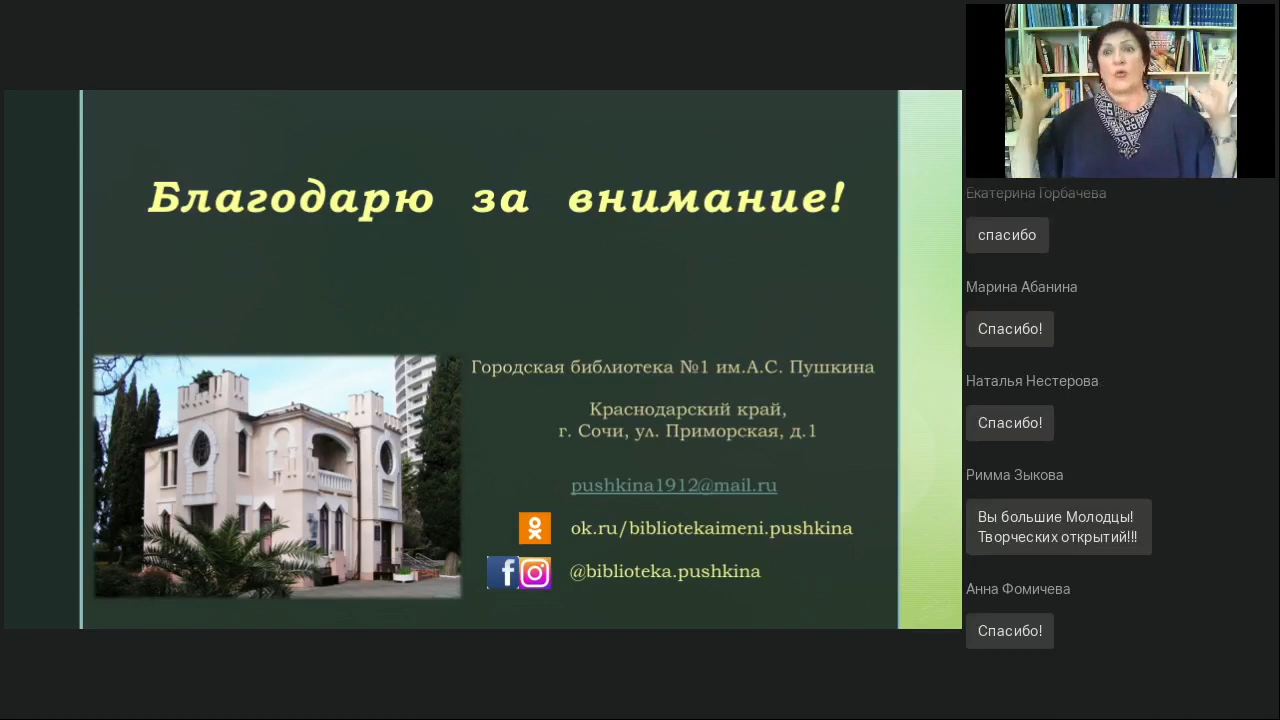 Благодарю за внимание!
Городская библиотека №1 им.А.С. Пушкина
Краснодарский край,
г. Сочи, ул. Приморская, д.1
pushkina1912@mail.ru
ok.ru/bibliotekaimeni.pushkina
@biblioteka.pushkina
Екатерина Горбачева
спасибо
Марина Абанина
Спасибо!
Наталья Нестерова
Спасибо!
Римма Зыкова
Вы большие Молодцы!
Творческих открытий!!!
Анна Фомичева
Спасибо!